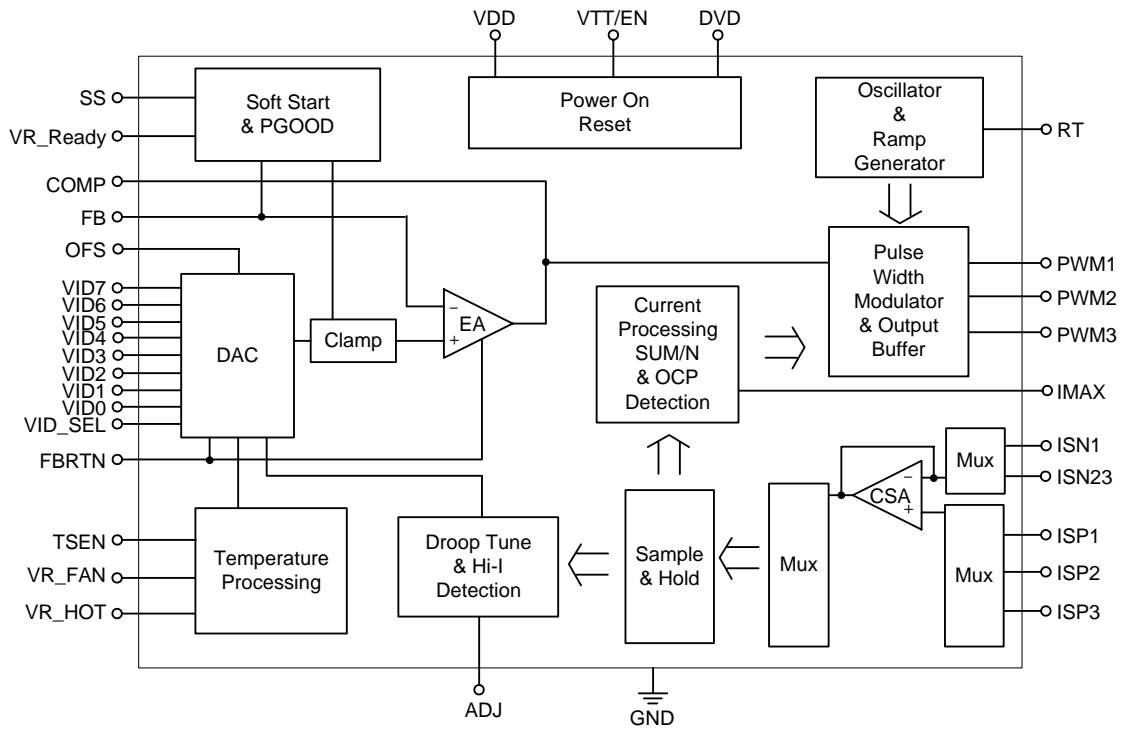 VDD
VTT/EN
DVD
SS
VR_Ready
COMP
FB
OFS
VID7
VID6
VID5
VID4
VID3
VID2
VID1
VID0
VID_SEL
FBRTN
TSEN
VR_FAN
VR_HOT
Soft Start
& PGOOD
Power On
Reset
Oscillator
&
Ramp
Generator
RT
DAC
Clamp
−
EA
+
Current
Processing
SUM/N
& OCP
Detection
Pulse
Width
Modulator
& Output
Buffer
PWM1
PWM2
PWM3
IMAX
Temperature
Processing
Droop Tune
& Hi-I
Detection
Sample
& Hold
Mux
−
CSA
+
Mux
Mux
ISN1
ISN23
ISP1
ISP2
ISP3
ADJ
GND